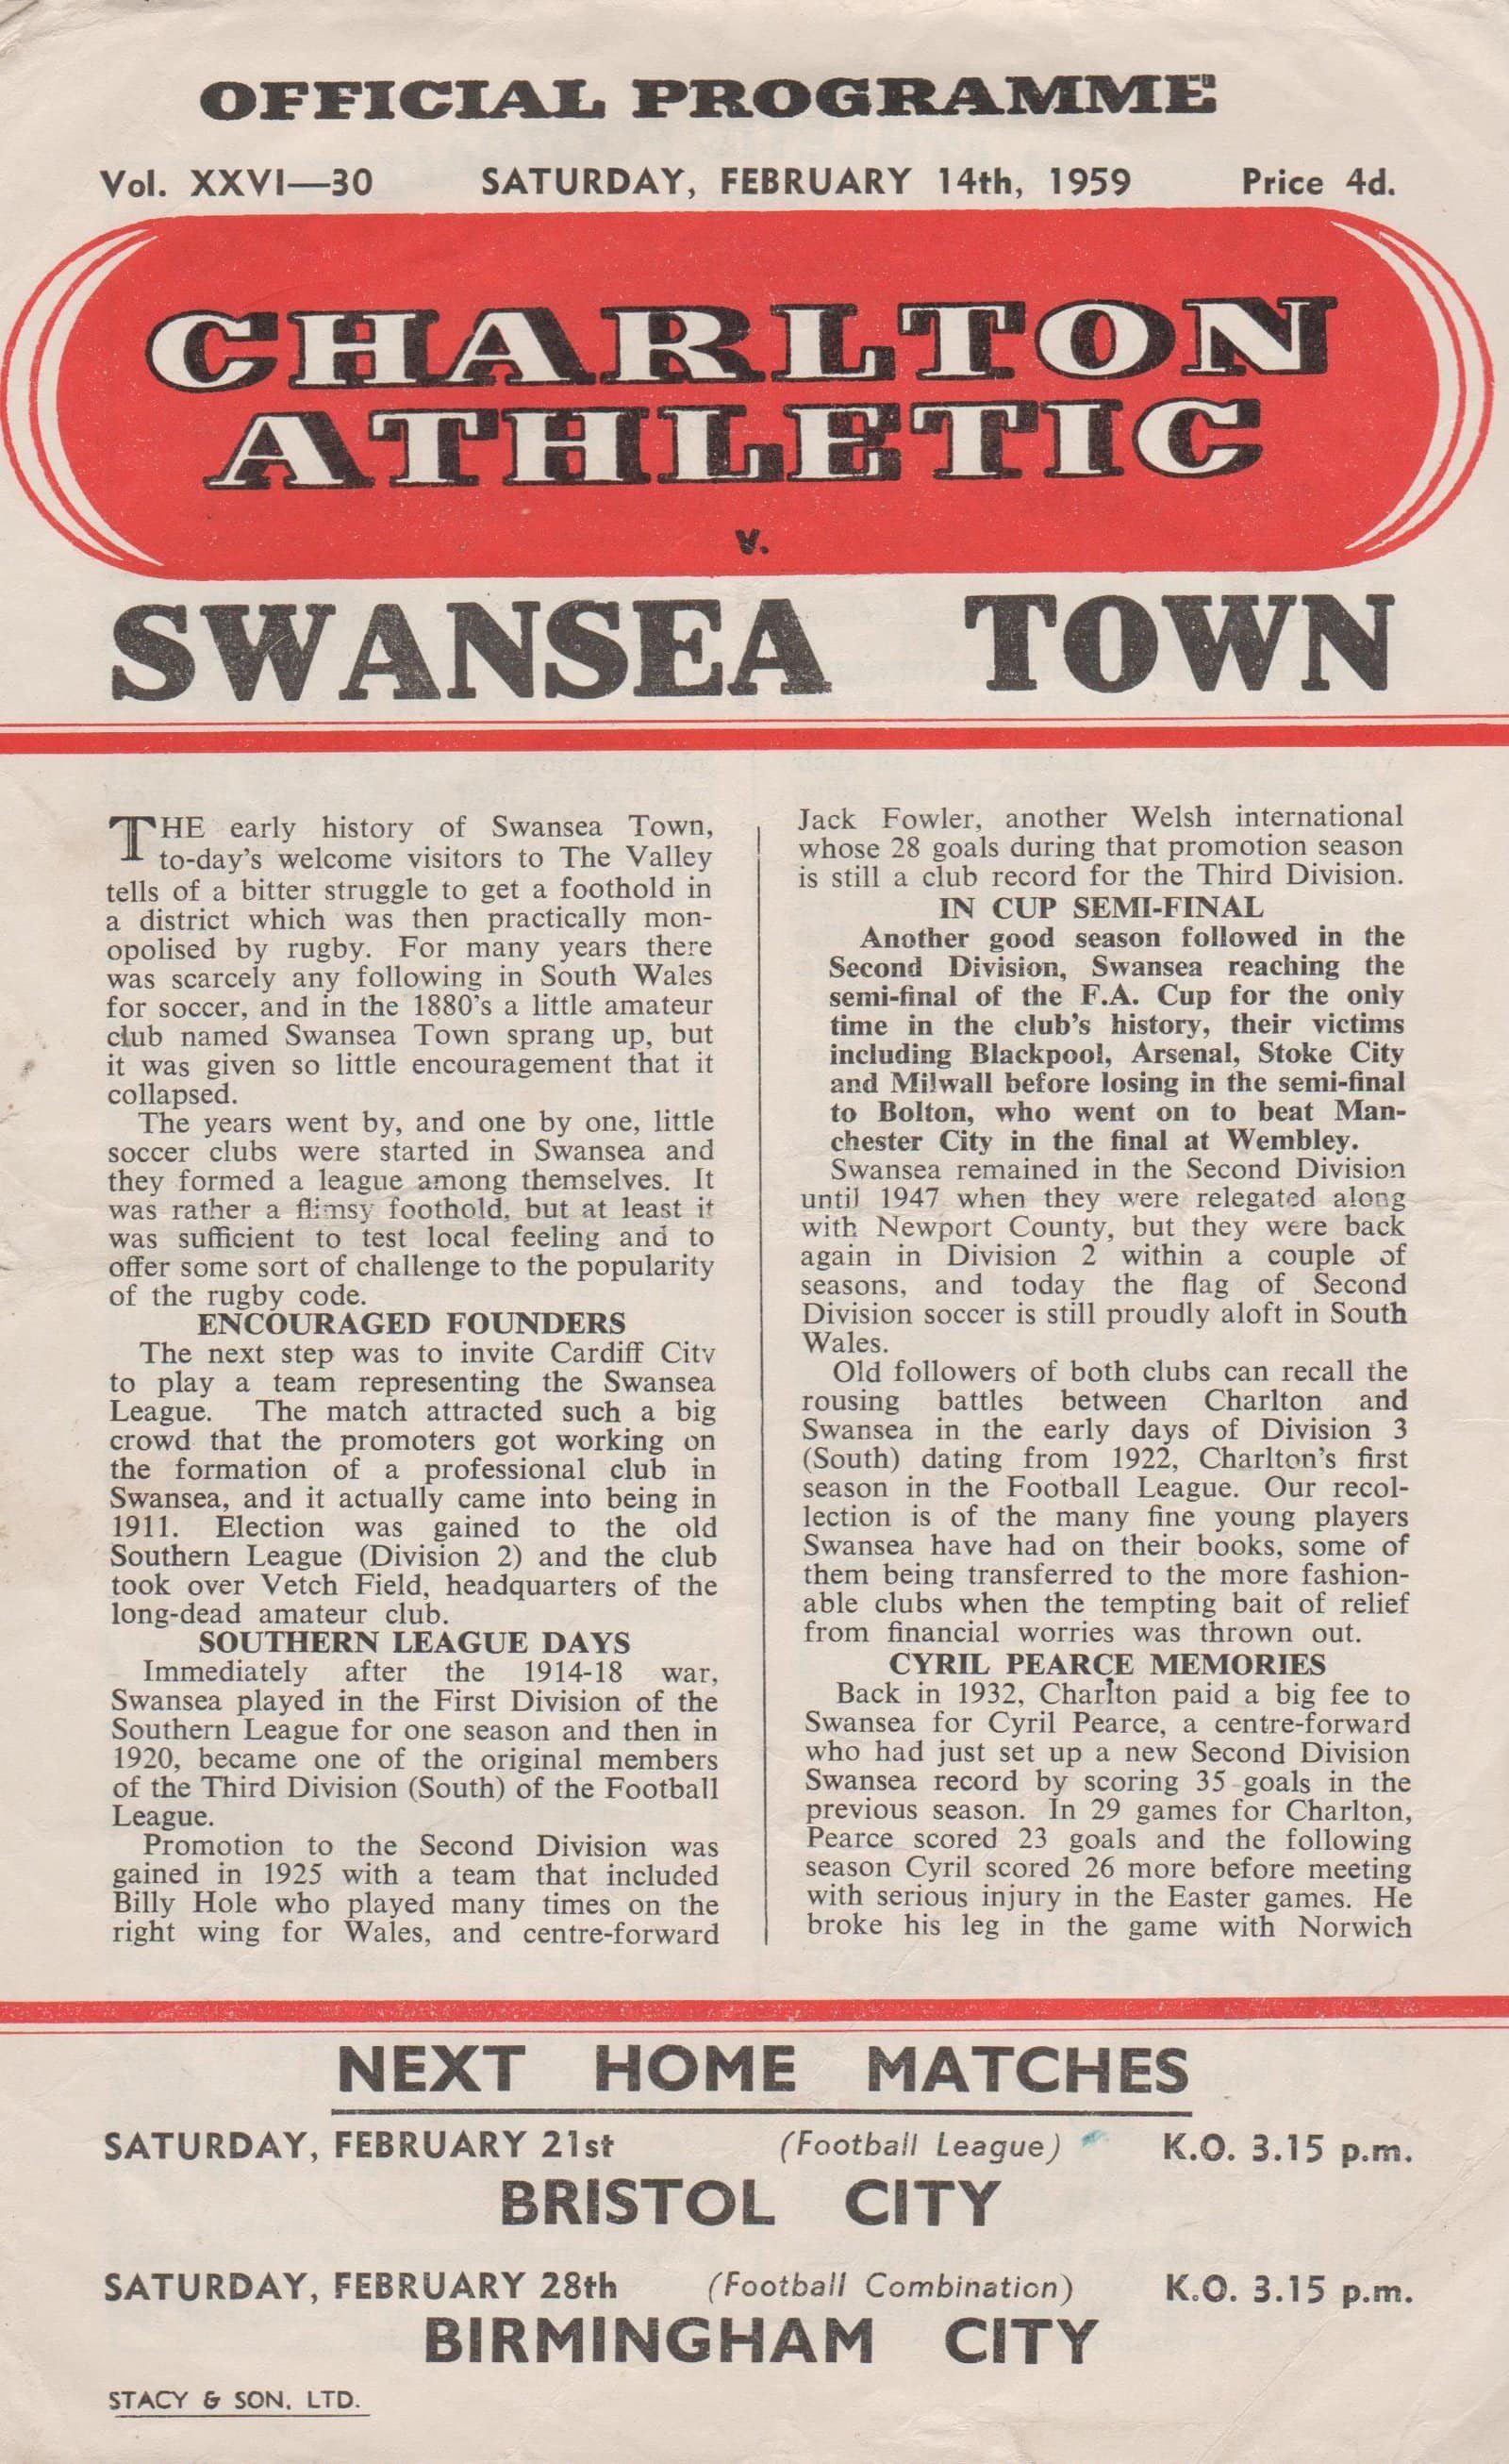 OFFICIAL PROGRAMME
Vol. XXVI—30 SATURDAY, FEBRUARY 14th, 1959 Price 4d.
CHARLTON
ATHLETIC
v.
SWANSEA TOWN
THE early history of Swansea Town,
to-day's welcome visitors to The Valley
tells of a bitter struggle to get a foothold in
a district which was then practically mon-
opolised by rugby. For many years there
was scarcely any following in South Wales
for soccer, and in the 1880's a little amateur
club named Swansea Town sprang up, but
it was given so little encouragement that it
collapsed.
The years went by, and one by one, little
soccer clubs were started in Swansea and
they formed a league among themselves. It
was rather a flimsy foothold, but at least it
was sufficient to test local feeling and to
offer some sort of challenge to the popularity
of the rugby code.
ENCOURAGED FOUNDERS
The next step was to invite Cardiff City
to play a team representing the Swansea
League. The match attracted such a big
crowd that the promoters got working on
the formation of a professional club in
Swansea, and it actually came into being in
1911. Election was gained to the old
Southern League (Division 2) and the club
took over Vetch Field, headquarters of the
long-dead amateur club.
SOUTHERN LEAGUE DAYS
Immediately after the 1914-18 war,
Swansea played in the First Division of the
Southern League for one season and then in
1920, became one of the original members
of the Third Division (South) of the Football
League.
Promotion to the Second Division was
gained in 1925 with a team that included
Billy Hole who played many times on the
right wing for Wales, and centre-forward
Jack Fowler, another Welsh international
whose 28 goals during that promotion season
is still a club record for the Third Division.
IN CUP SEMI-FINAL
Another good season followed in the
Second Division, Swansea reaching the
semi-final of the F.A. Cup for the only
time in the club's history, their victims
including Blackpool, Arsenal, Stoke City
and Milwall before losing in the semi-final
to Bolton, who went on to beat Man-
chester City in the final at Wembley.
Swansea remained in the Second Division
until 1947 when they were relegated along
with Newport County, but they were back
again in Division 2 within a couple of
seasons, and today the flag of Second
Division soccer is still proudly aloft in South
Wales.
Old followers of both clubs can recall the
rousing battles between Charlton and
Swansea in the early days of Division 3
(South) dating from 1922, Charlton's first
season in the Football League. Our recol-
lection is of the many fine young players
Swansea have had on their books, some of
them being transferred to the more fashion-
able clubs when the tempting bait of relief
from financial worries was thrown out.
CYRIL PEARCE MEMORIES
Back in 1932, Charlton paid a big fee to
Swansea for Cyril Pearce, a centre-forward
who had just set up a new Second Division
Swansea record by scoring 35 goals in the
previous season. In 29 games for Charlton,
Pearce scored 23 goals and the following
season Cyril scored 26 more before meeting
with serious injury in the Easter games. He
broke his leg in the game with Norwich
NEXT HOME MATCHES
SATURDAY, FEBRUARY 21st (Football League) K.O. 3.15 p.m.
BRISTOL CITY
SATURDAY, FEBRUARY 28th (Football Combination) K.O. 3.15 p.m.
BIRMINGHAM CITY
STACY & SON, LTD.